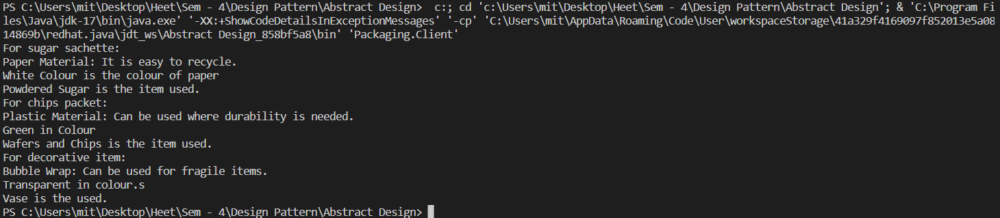 PS C:\Users\mit\Desktop\Heet\Sem - 4\Design Pattern\Abstract Design>  c:; cd 'c:\Users\mit\Desktop\Heet\Sem - 4\Design Pattern\Abstract Design'; & 'C:\Program Fi
les\Java\jdk-17\bin\java.exe' '-XX:+ShowCodeDetailsInExceptionMessages' '-cp' 'C:\Users\mit\AppData\Roaming\Code\User\workspaceStorage\41a329f4169097f852013e5a08
14869b\redhat.java\jdt_ws\Abstract Design_858bf5a8\bin' 'Packaging.Client'
For sugar sachette:
Paper Material: It is easy to recycle.
White Colour is the colour of paper
Powdered Sugar is the item used.
For chips packet:
Plastic Material: Can be used where durability is needed.
Green in Colour
Wafers and Chips is the item used.
For decorative item:
Bubble Wrap: Can be used for fragile items.
Transparent in colour.s
Vase is the used.
PS C:\Users\mit\Desktop\Heet\Sem - 4\Design Pattern\Abstract Design>